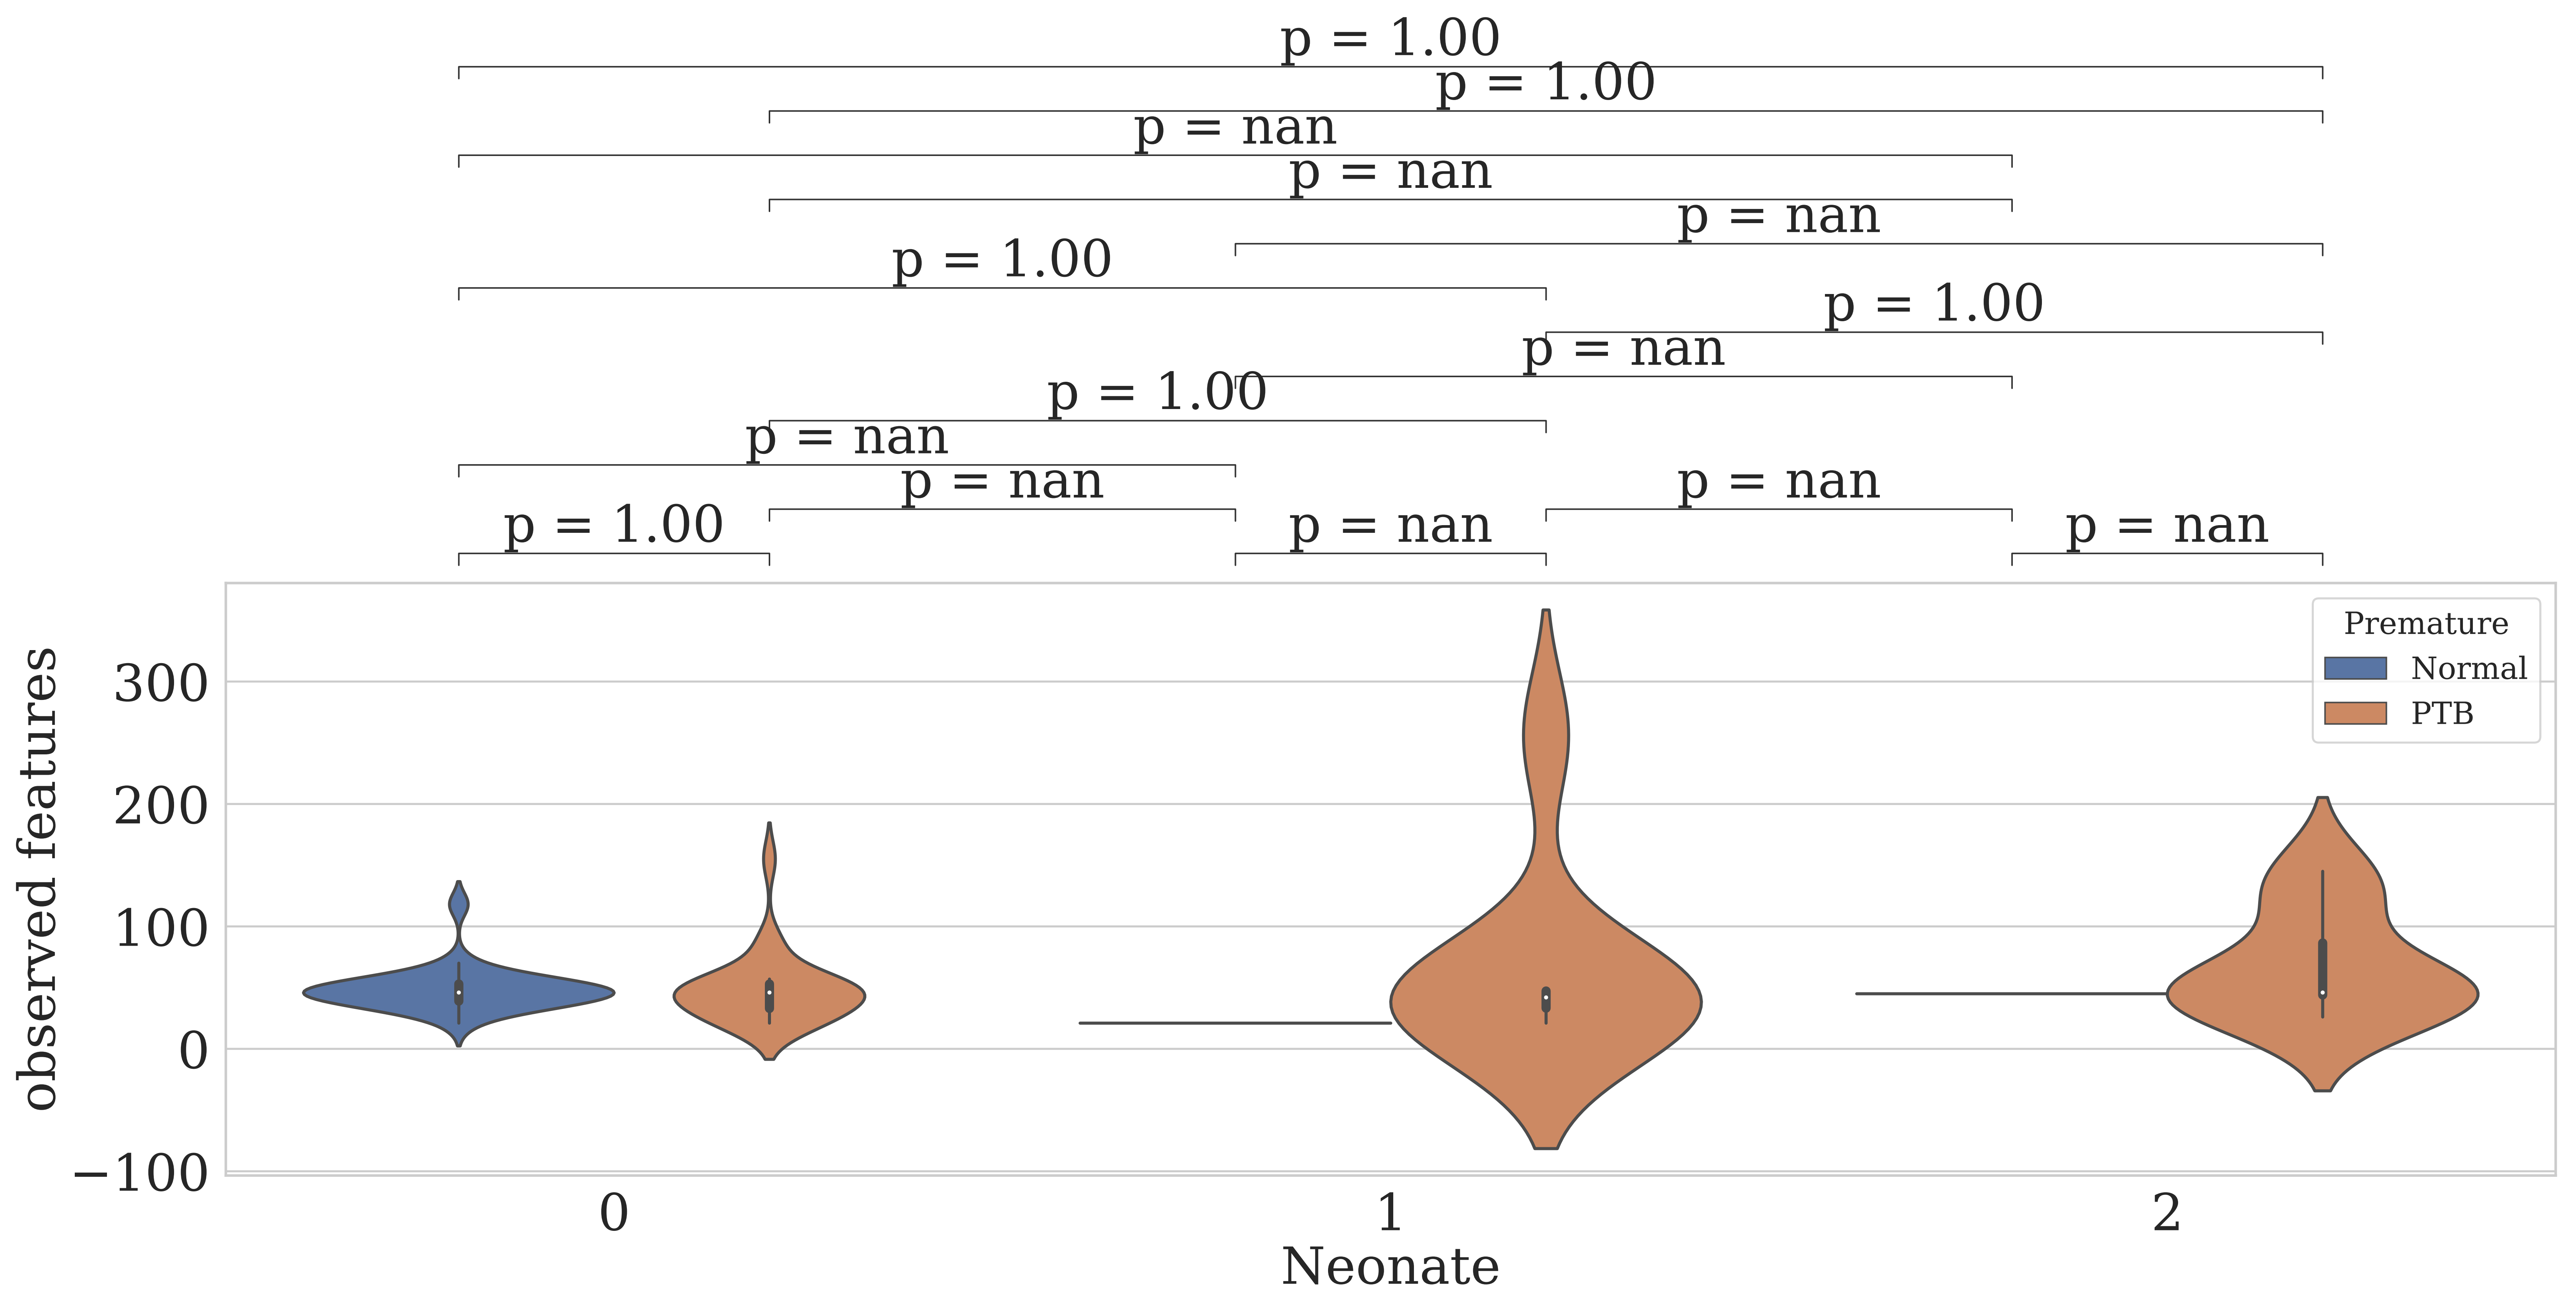 p = 1.00
p = 1.00
p = nan
p = nan
p = nan
p = 1.00
p = 1.00
p = nan
p = 1.00
p = nan
p = nan
p = nan
p = 1.00
p = nan
p = nan
observed features
300
200
100
0
−100
Premature
Normal
PTB
0
1
2
Neonate